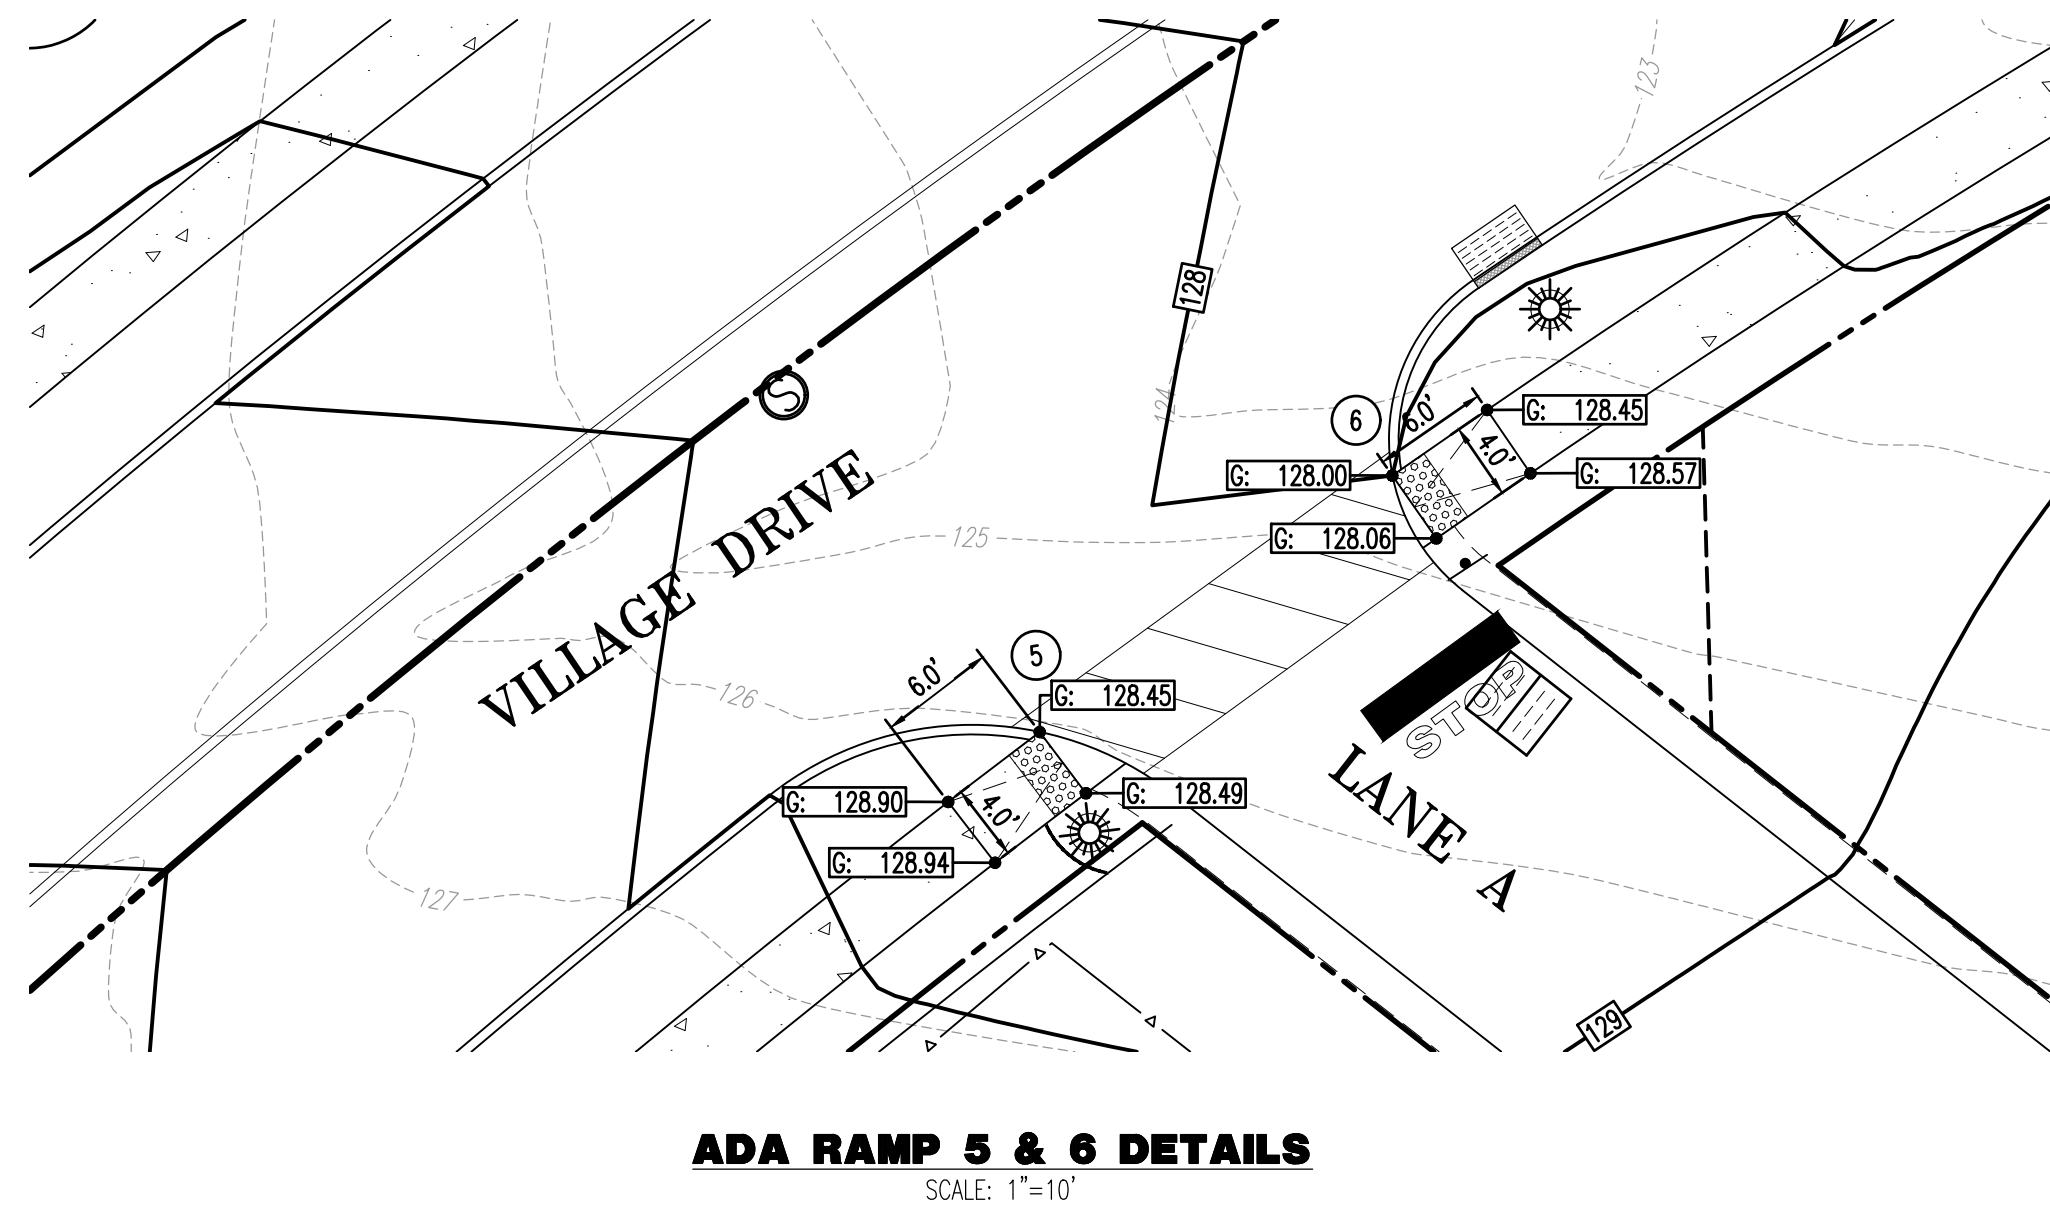 123
128
124
6
6.0'
G: 128.45
4.0'
G: 128.00
G: 128.57
S
G: 128.06
125
VILLAGE DRIVE
5
6.0'
126
G: 128.45
STOP
LANE A
G: 128.90
4.0'
G: 128.49
G: 128.94
127
129
ADA RAMP 5 & 6 DETAILS
SCALE: 1"=10'